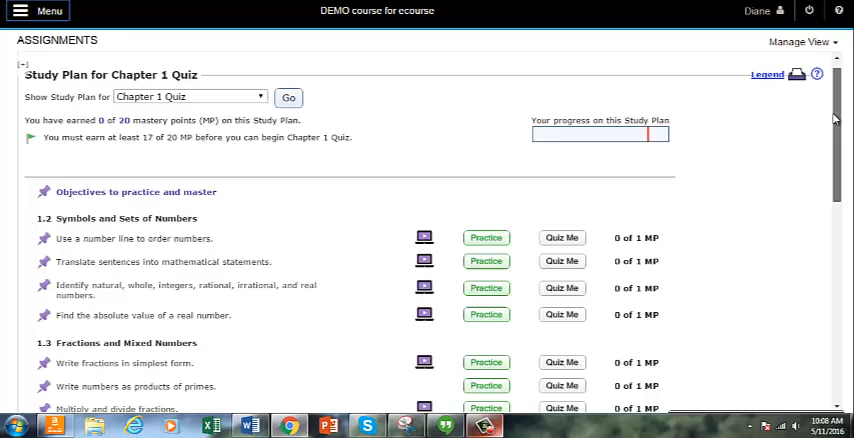 Menu
DEMO course for ecourse
Diane
ASSIGNMENTS
Manage View
[+]
Study Plan for Chapter 1 Quiz
Legend
Show Study Plan for Chapter 1 Quiz Go
You have earned 0 of 20 mastery points (MP) on this Study Plan.
Your progress on this Study Plan
You must earn at least 17 of 20 MP before you can begin Chapter 1 Quiz.
Objectives to practice and master
1.2 Symbols and Sets of Numbers
Use a number line to order numbers. Practice Quiz Me 0 of 1 MP
Translate sentences into mathematical statements. Practice Quiz Me 0 of 1 MP
Identify natural, whole, integers, rational, irrational, and real
numbers.
Practice Quiz Me 0 of 1 MP
Find the absolute value of a real number. Practice Quiz Me 0 of 1 MP
1.3 Fractions and Mixed Numbers
Write fractions in simplest form. Practice Quiz Me 0 of 1 MP
Write numbers as products of primes. Practice Quiz Me 0 of 1 MP
Multiply and divide fractions. Practice Quiz Me 0 of 1 MP
10:08 AM
5/11/2016